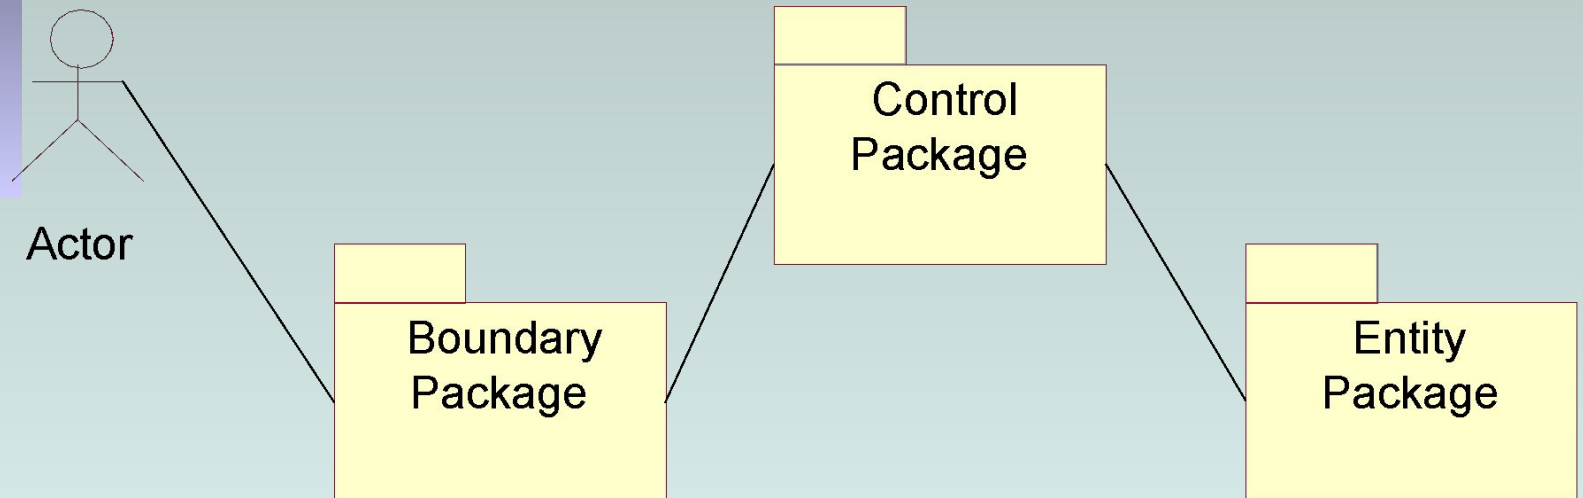 Actor
Boundary
Package
Control
Package
Entity
Package